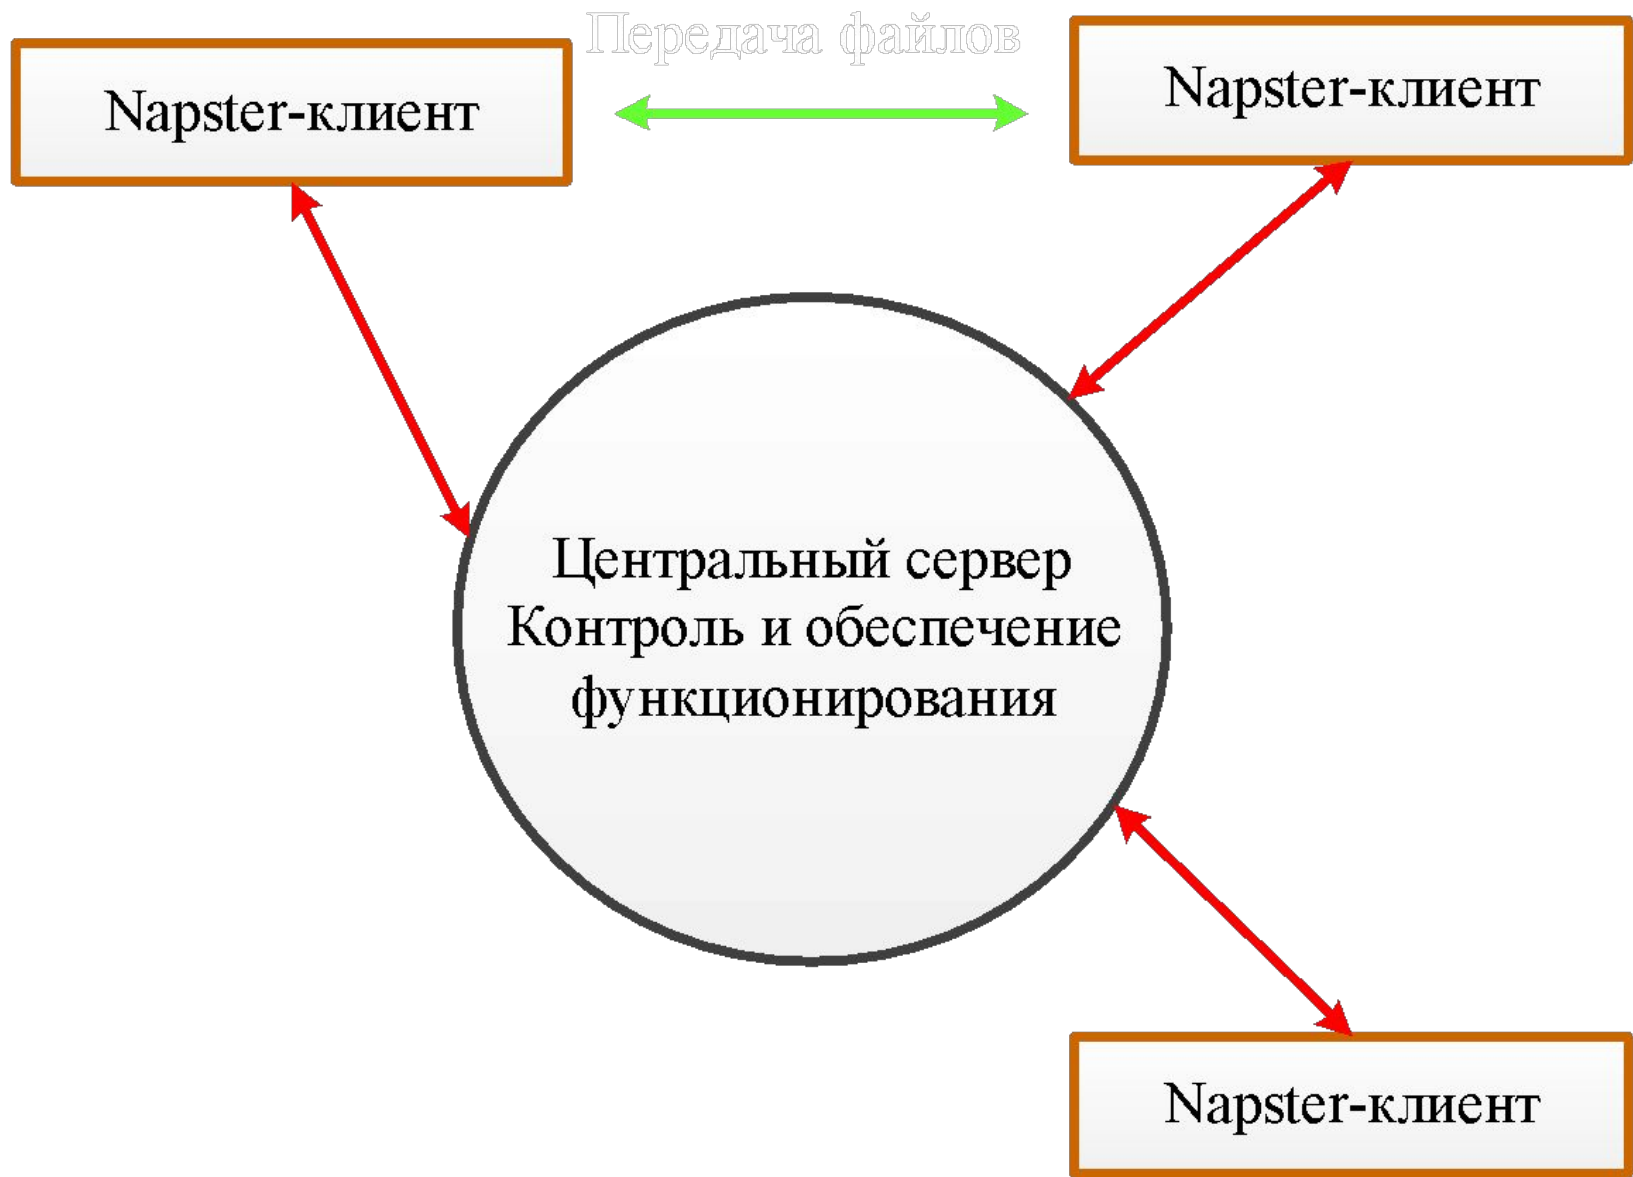 Передача файлов
Napster-клиент
Napster-клиент
Центральный сервер
Контроль и обеспечение
функционирования
Napster-клиент